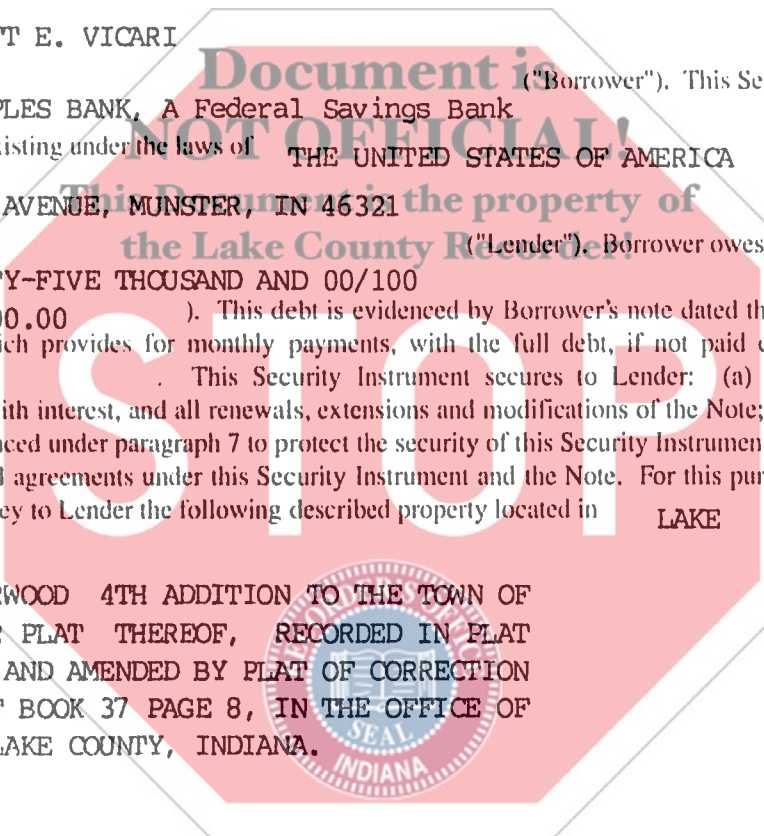 T E. VICARI
Document is
("Borrower"). This Se
PLES BANK, A Federal Savings Bank
NOT OFFICIAL!
isting under the laws of THE UNITED STATES OF AMERICA
This Document is the property of
AVENUE, MUNSTER, IN 46321
the Lake County Recorder!
("Lender"). Borrower owes
Y-FIVE THOUSAND AND 00/100
00.00 ). This debt is evidenced by Borrower's note dated th
ich provides for monthly payments, with the full debt, if not paid
. This Security Instrument secures to Lender: (a)
ith interest, and all renewals, extensions and modifications of the Note;
nced under paragraph 7 to protect the security of this Security Instrumen
l agreements under this Security Instrument and the Note. For this pur
ey to Lender the following described property located in LAKE
STOP
RWOOD 4TH ADDITION TO THE TOWN OF
PLAT THEREOF, RECORDED IN PLAT
AND AMENDED BY PLAT OF CORRECTION
T BOOK 37 PAGE 8, IN THE OFFICE OF
LAKE COUNTY, INDIANA.
RECORDER'S OFFICE
SEAL
INDIANA